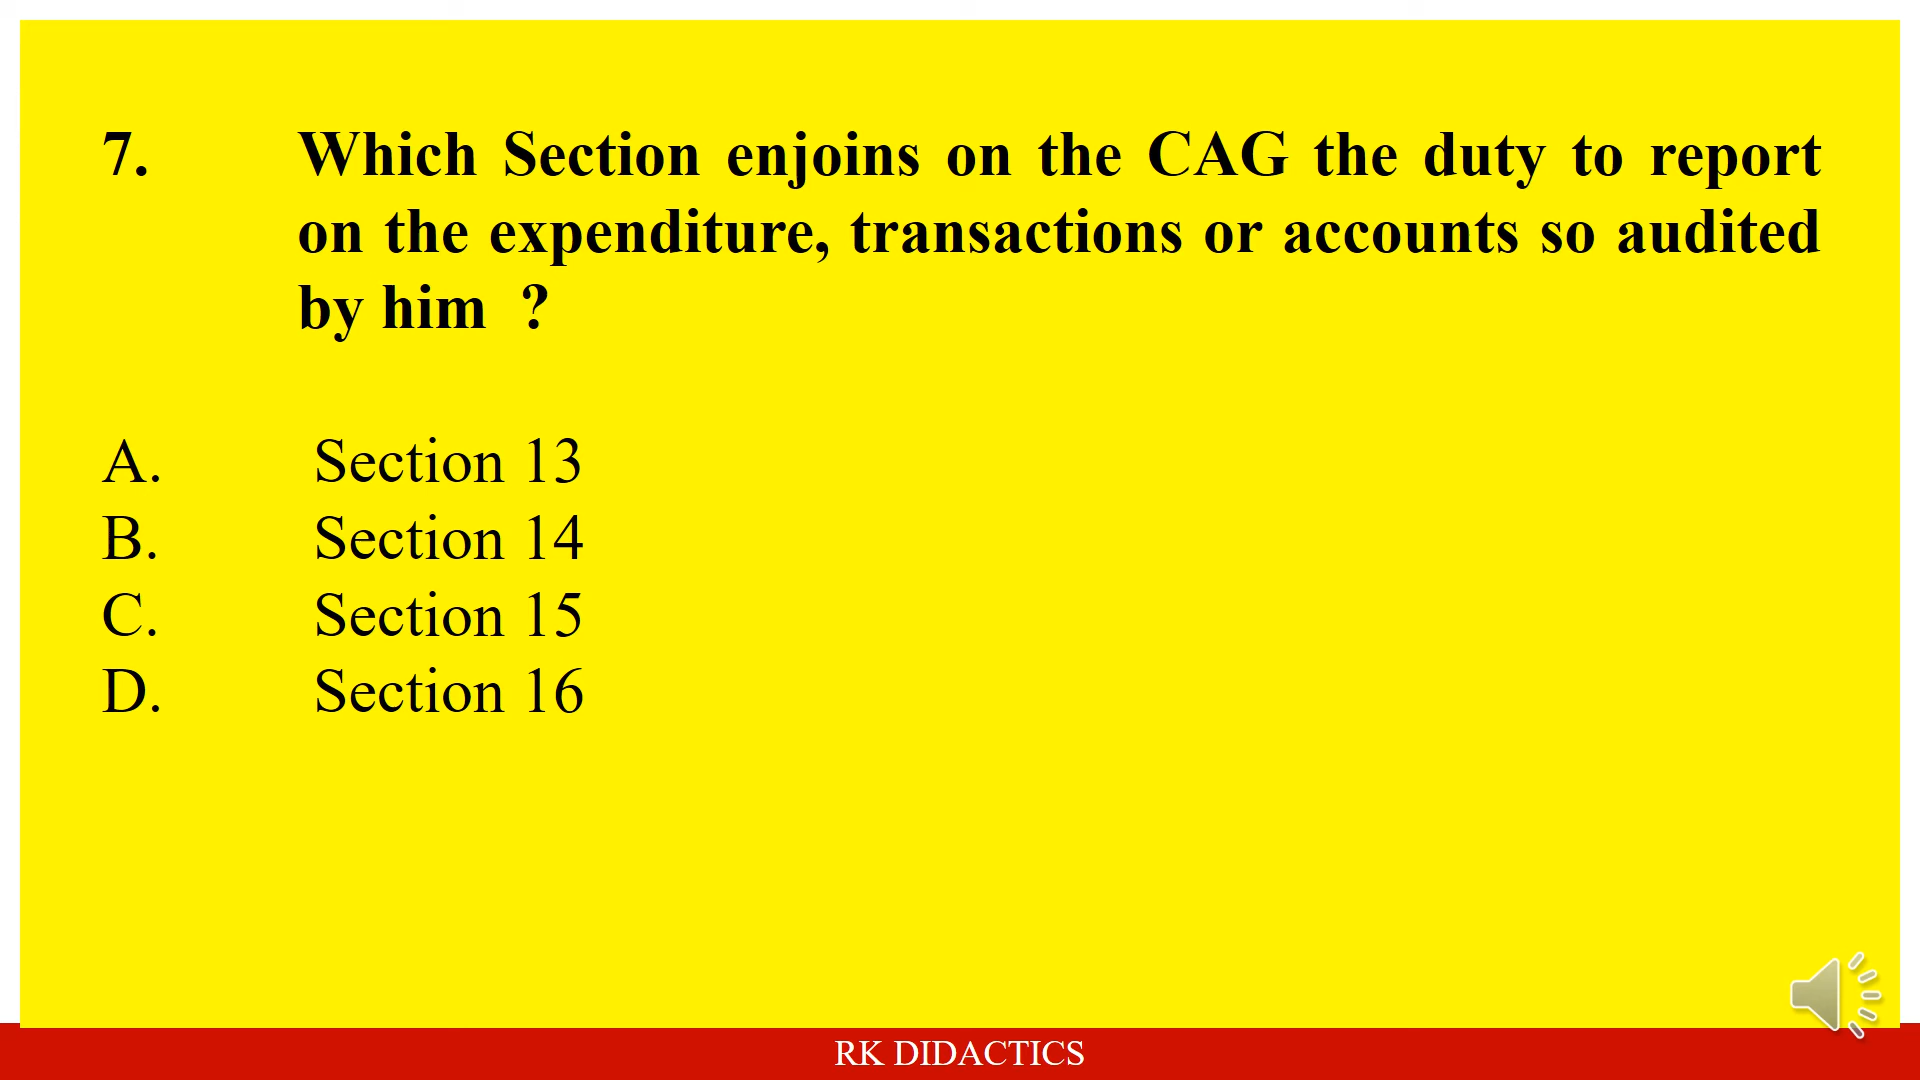 7. Which Section enjoins on the CAG the duty to report
on the expenditure, transactions or accounts so audited
by him ?
A. Section 13
B. Section 14
C. Section 15
D. Section 16
RK DIDACTICS